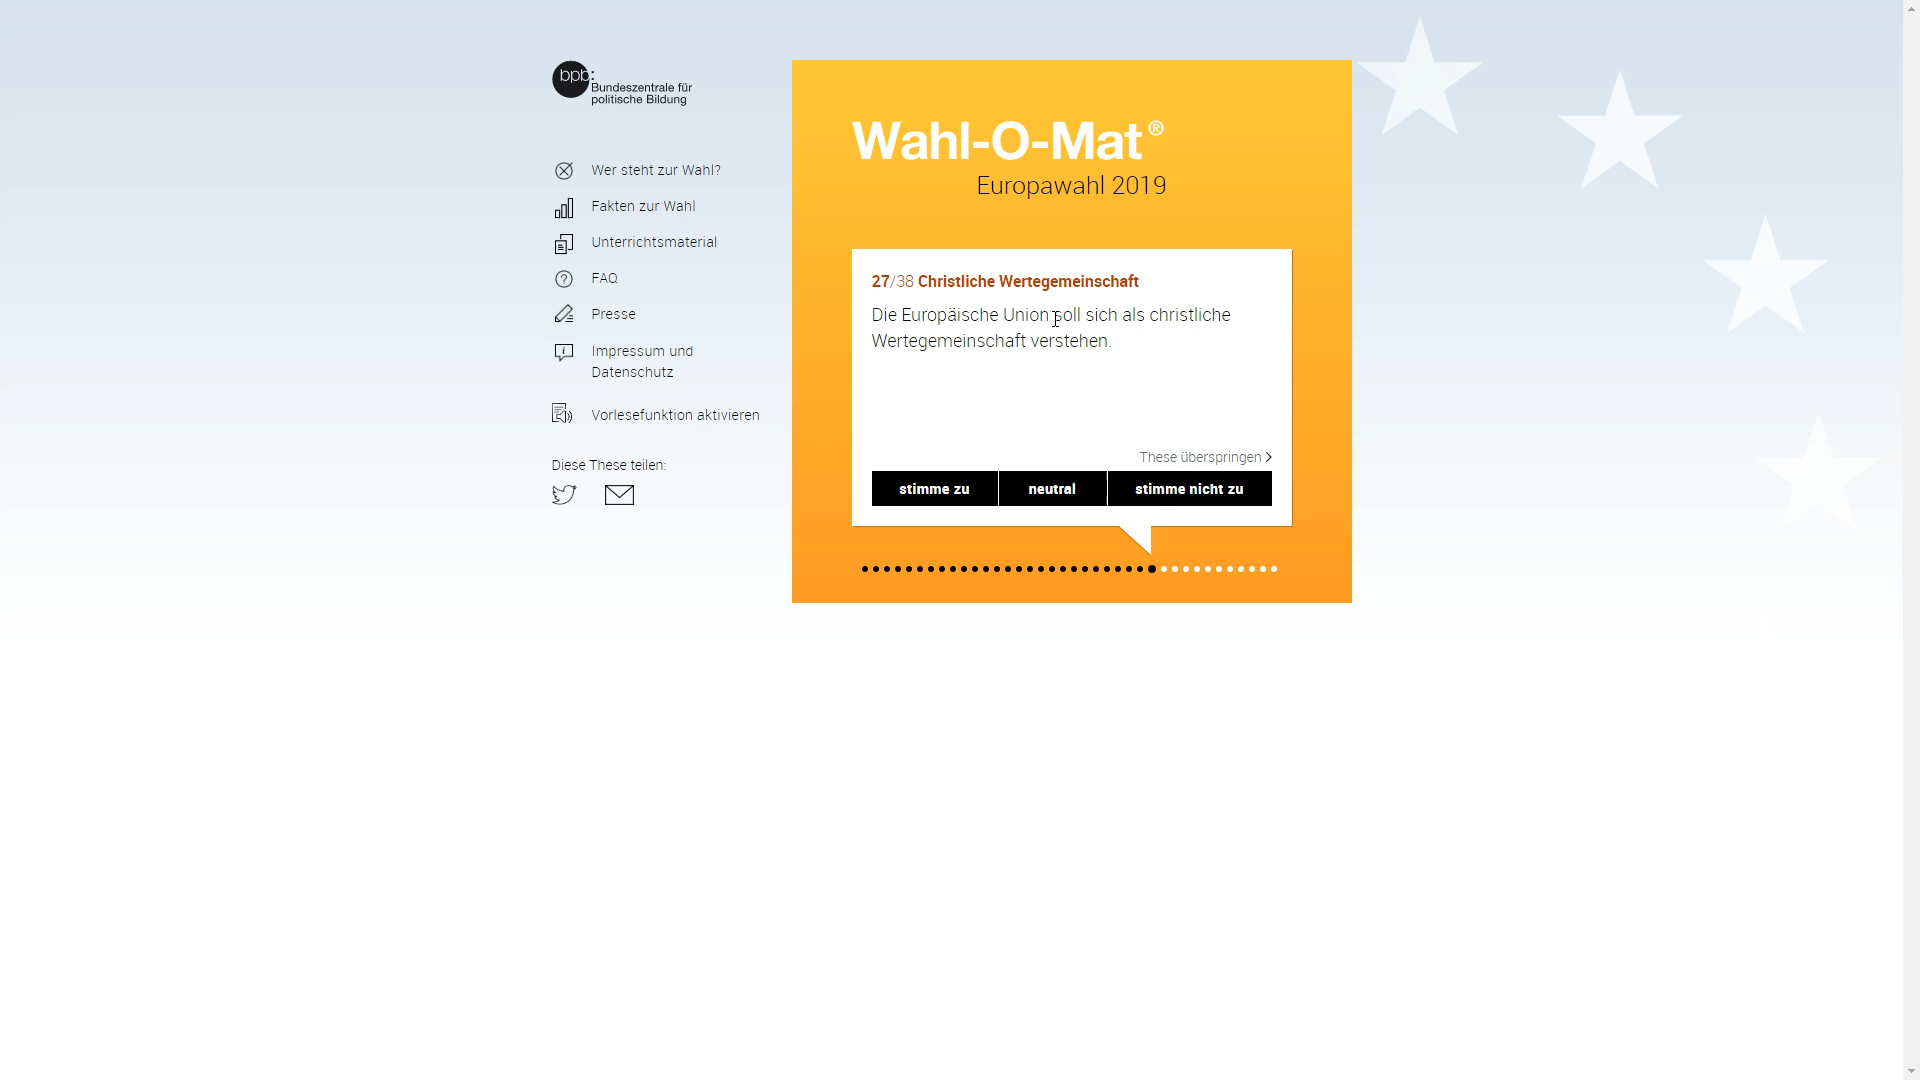 bpb:
Bundeszentrale für
politische Bildung
Wer steht zur Wahl?
Fakten zur Wahl
Unterrichtsmaterial
FAQ
Presse
Impressum und
Datenschutz
Vorlesefunktion aktivieren
Diese These teilen:
Wahl-O-Mat®
Europawahl 2019
27/38 Christliche Wertegemeinschaft
Die Europäische Union soll sich als christliche
Wertegemeinschaft verstehen.
These überspringen
stimme zu
neutral
stimme nicht zu